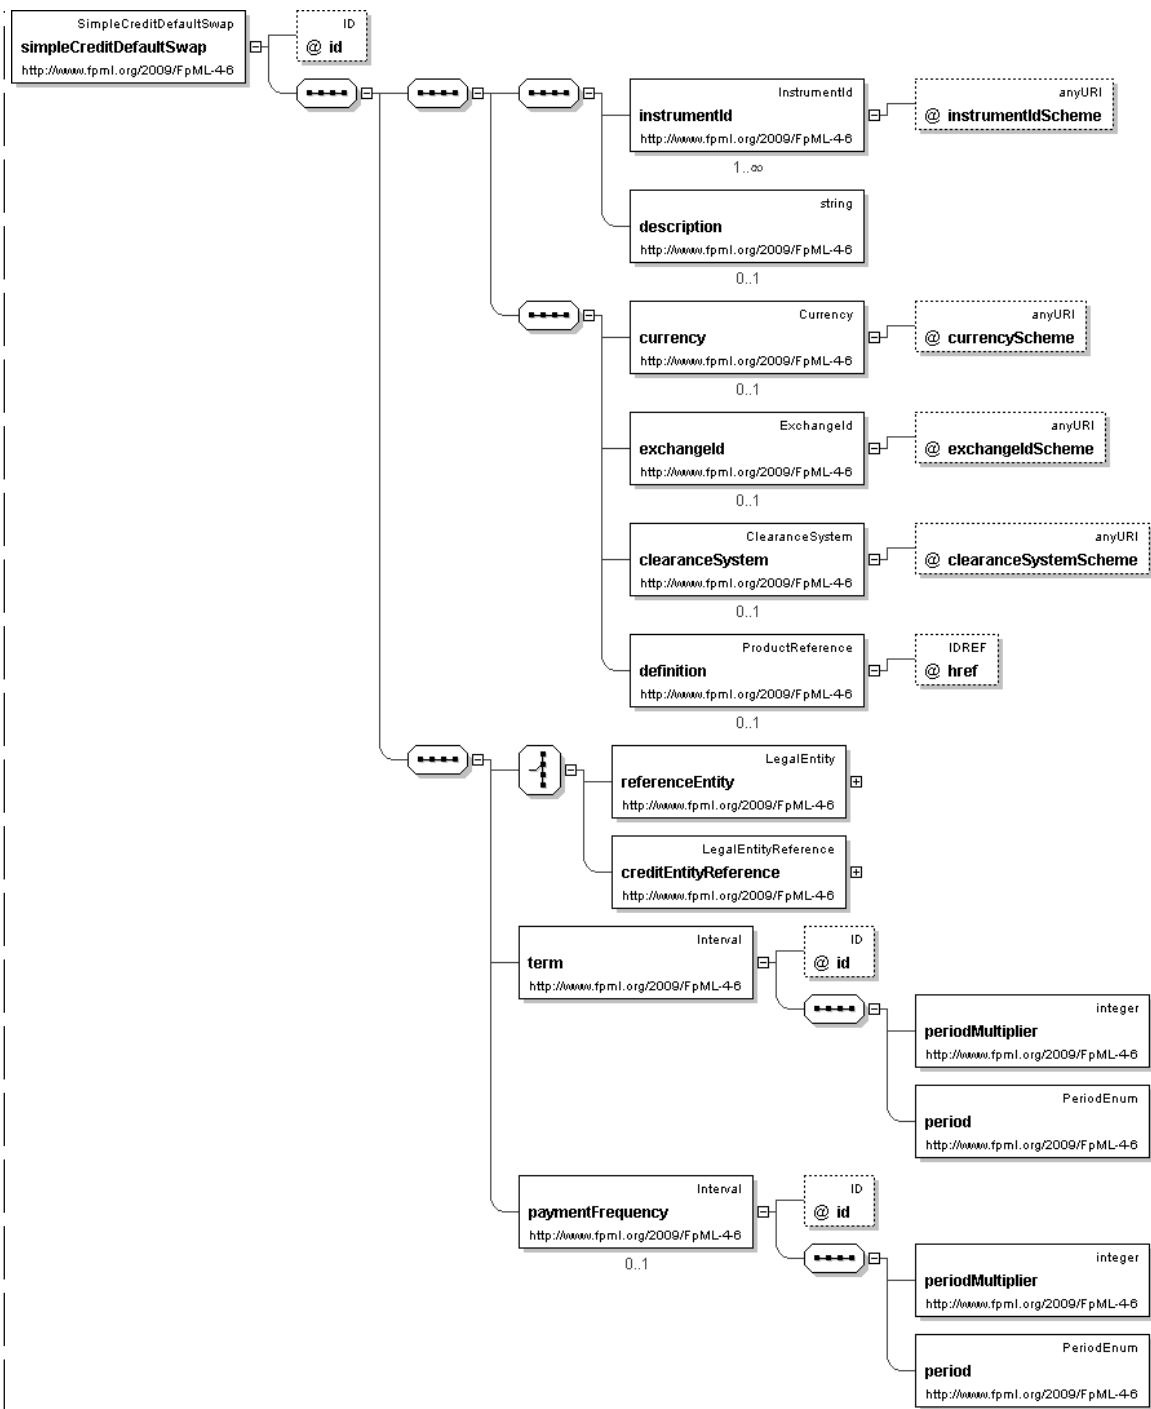 SimpleCreditDefaultSwap
simpleCreditDefaultSwap
http://www.fpml.org/2009/FpML-4-6
ID
@ id
InstrumentId
instrumentId
http://www.fpml.org/2009/FpML-4-6
1..∞
anyURI
@ instrumentIdScheme
string
description
http://www.fpml.org/2009/FpML-4-6
0..1
Currency
currency
http://www.fpml.org/2009/FpML-4-6
0..1
anyURI
@ currencyScheme
ExchangeId
exchangeId
http://www.fpml.org/2009/FpML-4-6
0..1
anyURI
@ exchangeIdScheme
ClearanceSystem
clearanceSystem
http://www.fpml.org/2009/FpML-4-6
0..1
anyURI
@ clearanceSystemScheme
ProductReference
definition
http://www.fpml.org/2009/FpML-4-6
0..1
IDREF
@ href
LegalEntity
referenceEntity
http://www.fpml.org/2009/FpML-4-6
LegalEntityReference
creditEntityReference
http://www.fpml.org/2009/FpML-4-6
Interval
term
http://www.fpml.org/2009/FpML-4-6
ID
@ id
integer
periodMultiplier
http://www.fpml.org/2009/FpML-4-6
PeriodEnum
period
http://www.fpml.org/2009/FpML-4-6
Interval
paymentFrequency
http://www.fpml.org/2009/FpML-4-6
0..1
ID
@ id
integer
periodMultiplier
http://www.fpml.org/2009/FpML-4-6
PeriodEnum
period
http://www.fpml.org/2009/FpML-4-6